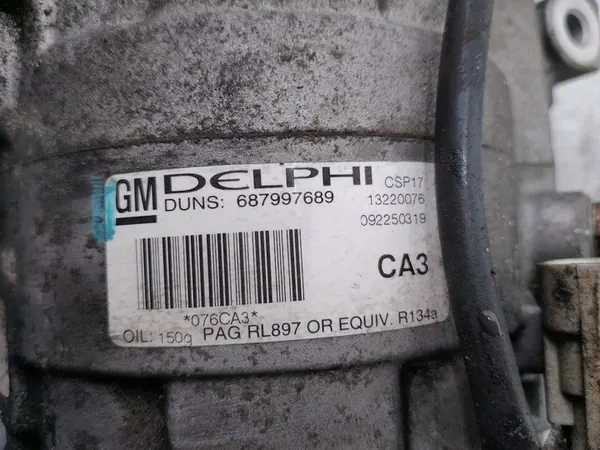 GM DELPHI CSP17
DUNS: 687997689 13220076
092250319
CA3
*076CA3*
OIL: 150g PAG RL897 OR EQUIV. R134a